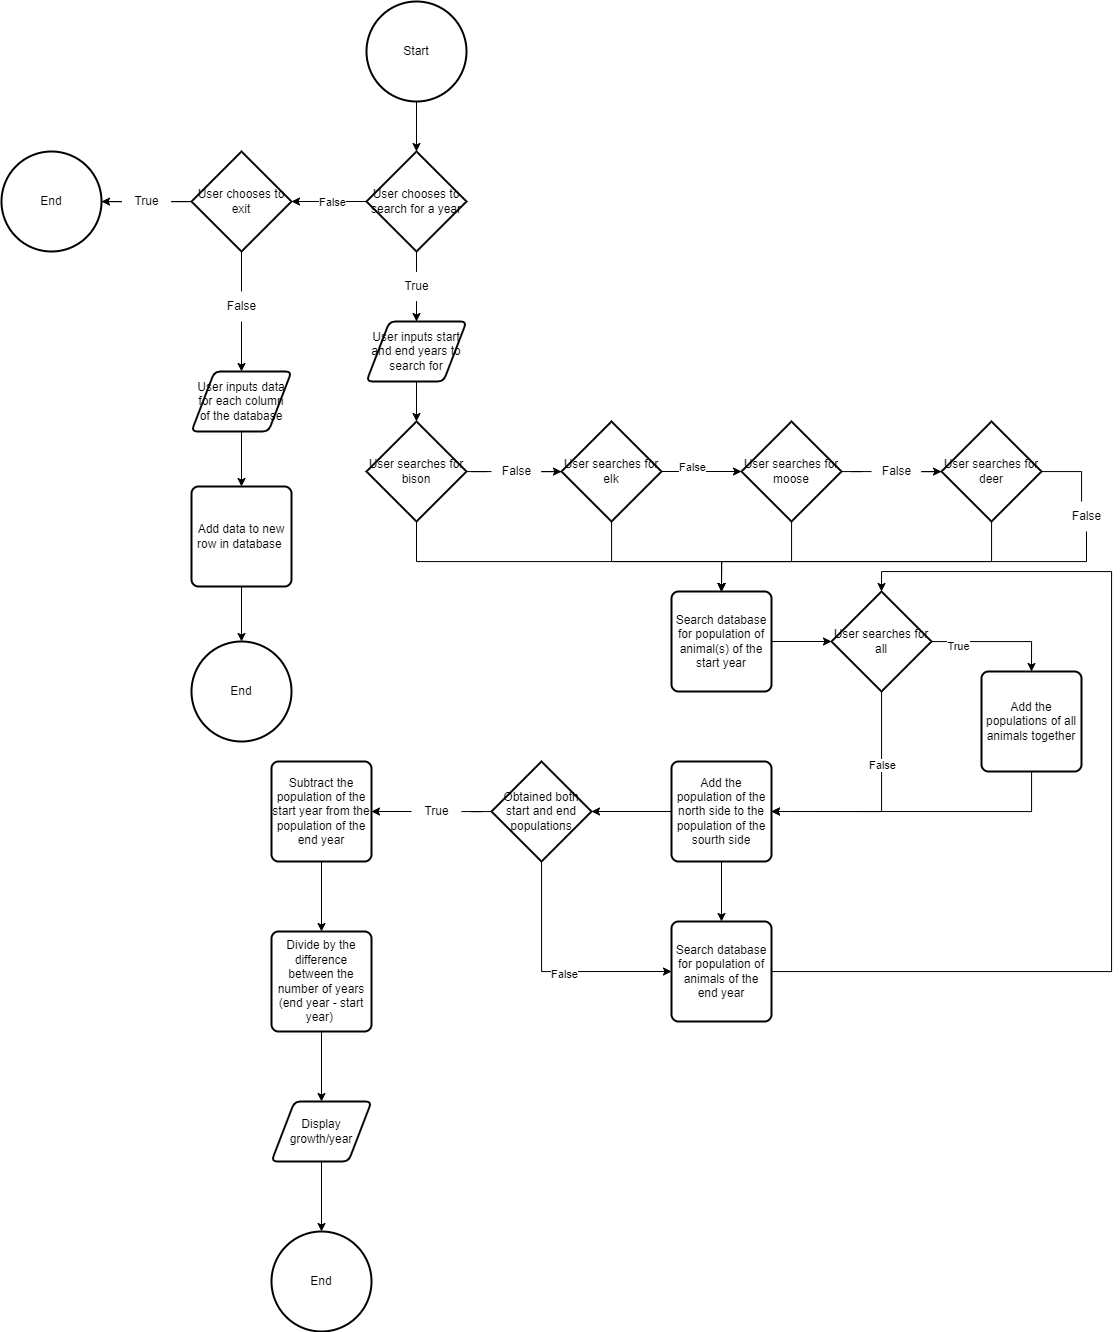 Start
User chooses to
search for a year
False
User chooses to
exit
True
End
True
False
User inputs start
and end years to
search for
User inputs data
for each column
of the database
User searches for
bison
False
User searches for
elk
False
User searches for
moose
False
User searches for
deer
False
Add data to new
row in database
End
Search database
for population of
animal(s) of the
start year
User searches for
all
True
Add the
populations of all
animals together
False
Add the
population of the
north side to the
population of the
sourth side
Obtained both
start and end
populations
True
Subtract the
population of the
start year from the
population of the
end year
False
Search database
for population of
animals of the
end year
Divide by the
difference
between the
number of years
(end year - start
year)
Display
growth/year
End